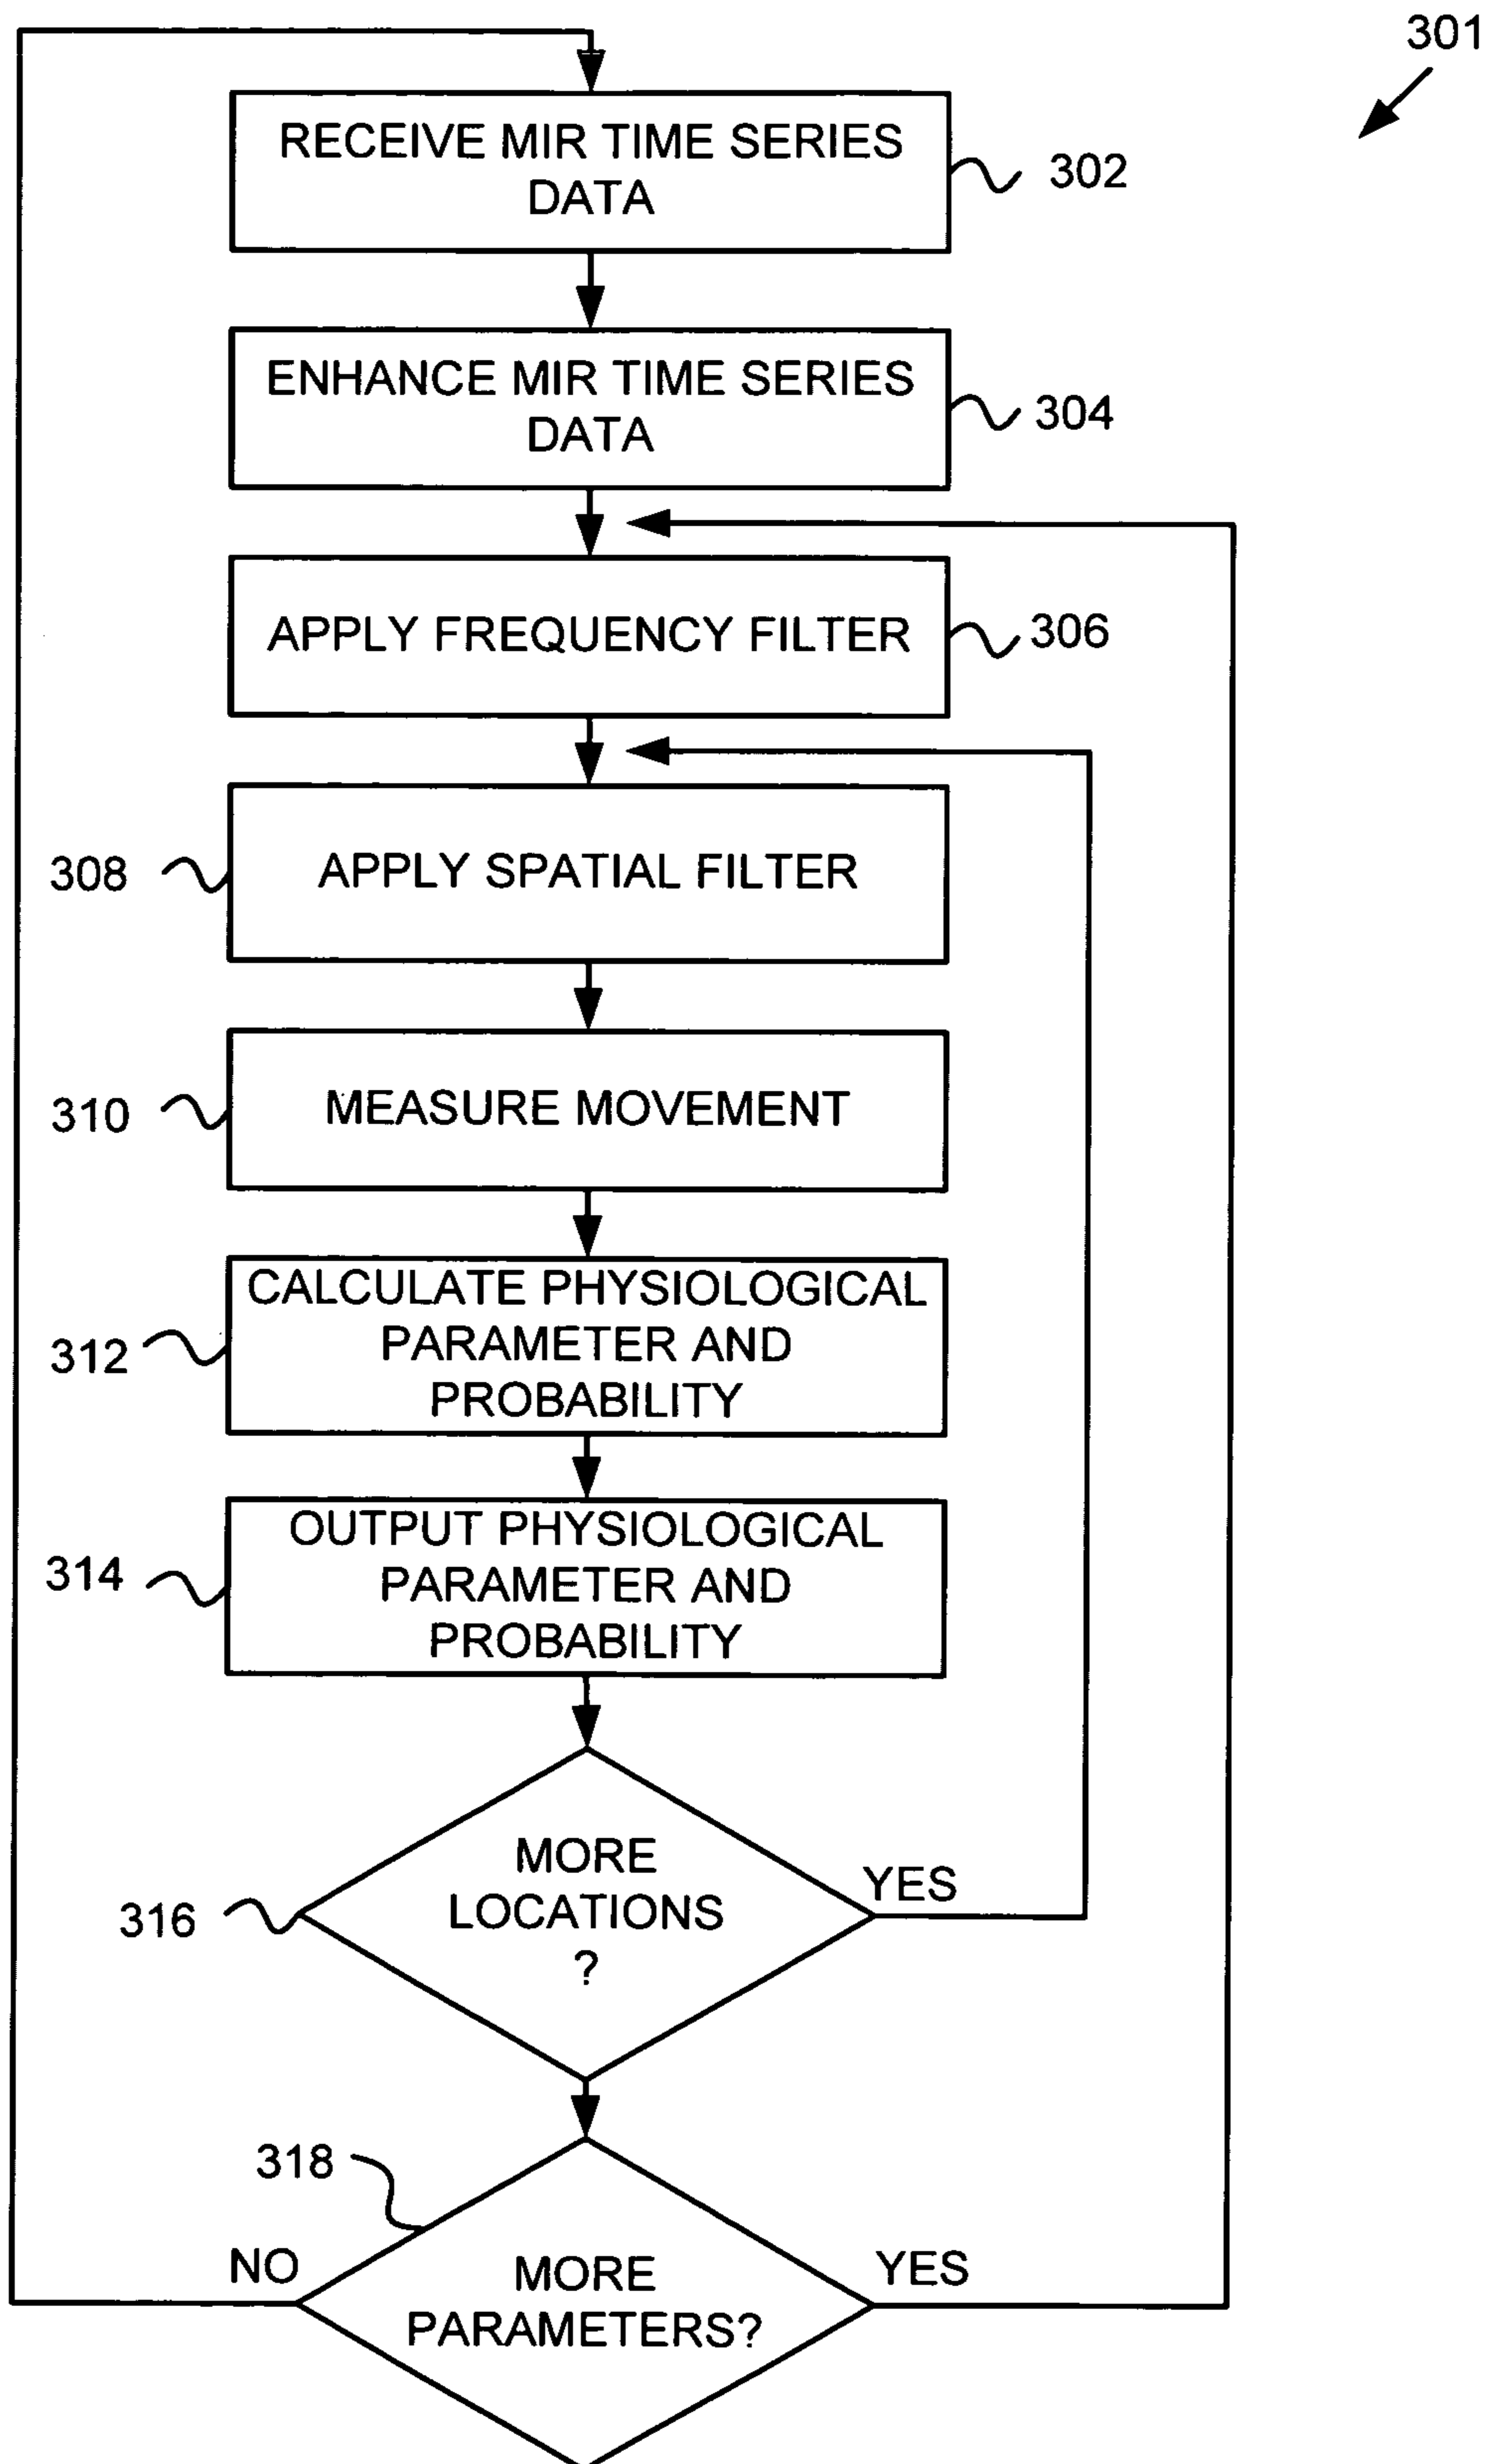 301
RECEIVE MIR TIME SERIES
DATA
302
ENHANCE MIR TIME SERIES
DATA
304
APPLY FREQUENCY FILTER
306
308
APPLY SPATIAL FILTER
310
MEASURE MOVEMENT
CALCULATE PHYSIOLOGICAL
PARAMETER AND
PROBABILITY
312
OUTPUT PHYSIOLOGICAL
PARAMETER AND
PROBABILITY
314
MORE
LOCATIONS
?
YES
316
318
NO
MORE
PARAMETERS?
YES